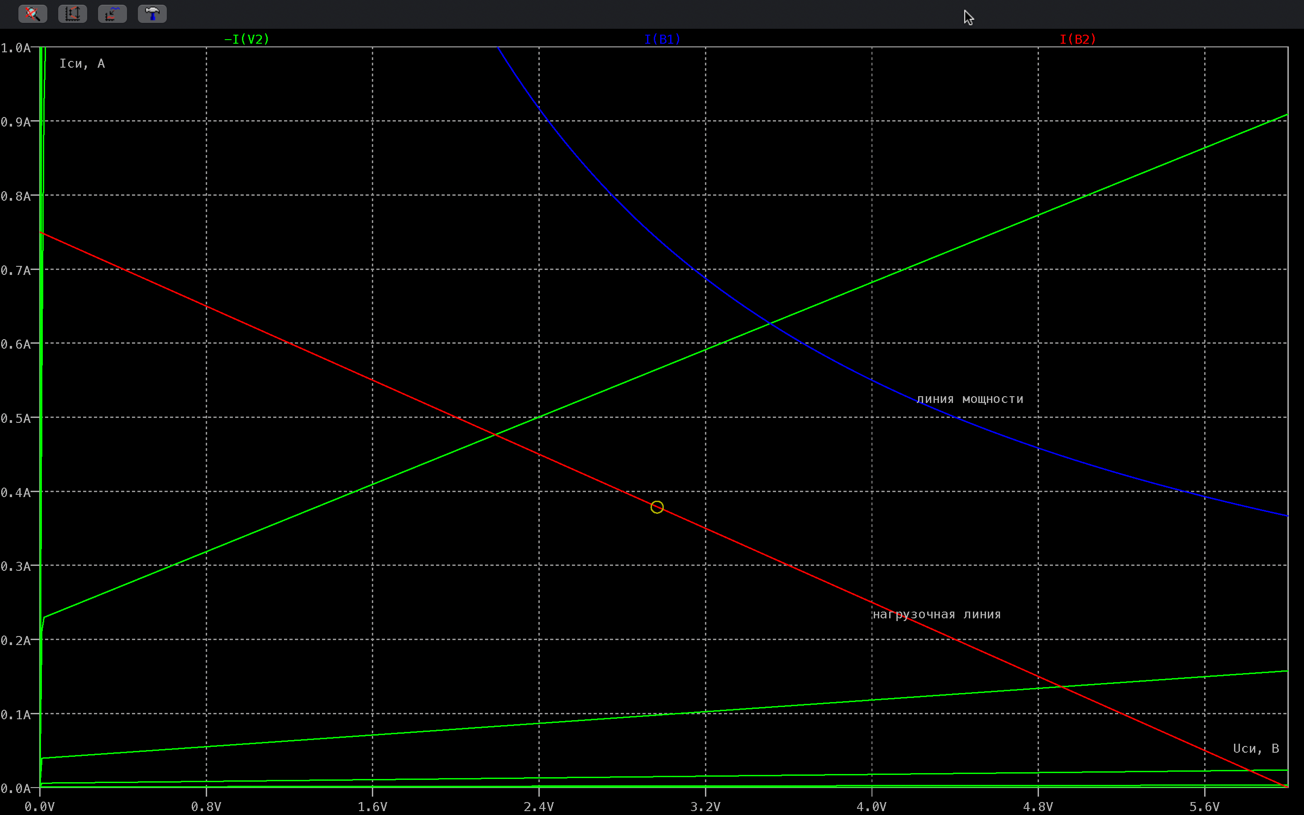 -I(V2) I(B1) I(B2)
1.0A
Iси, А
0.9A
0.8A
0.7A
0.6A
0.5A
линия мощности
0.4A
0.3A
нагрузочная линия
0.2A
0.1A
Uси, В
0.0A
0.0V 0.8V 1.6V 2.4V 3.2V 4.0V 4.8V 5.6V